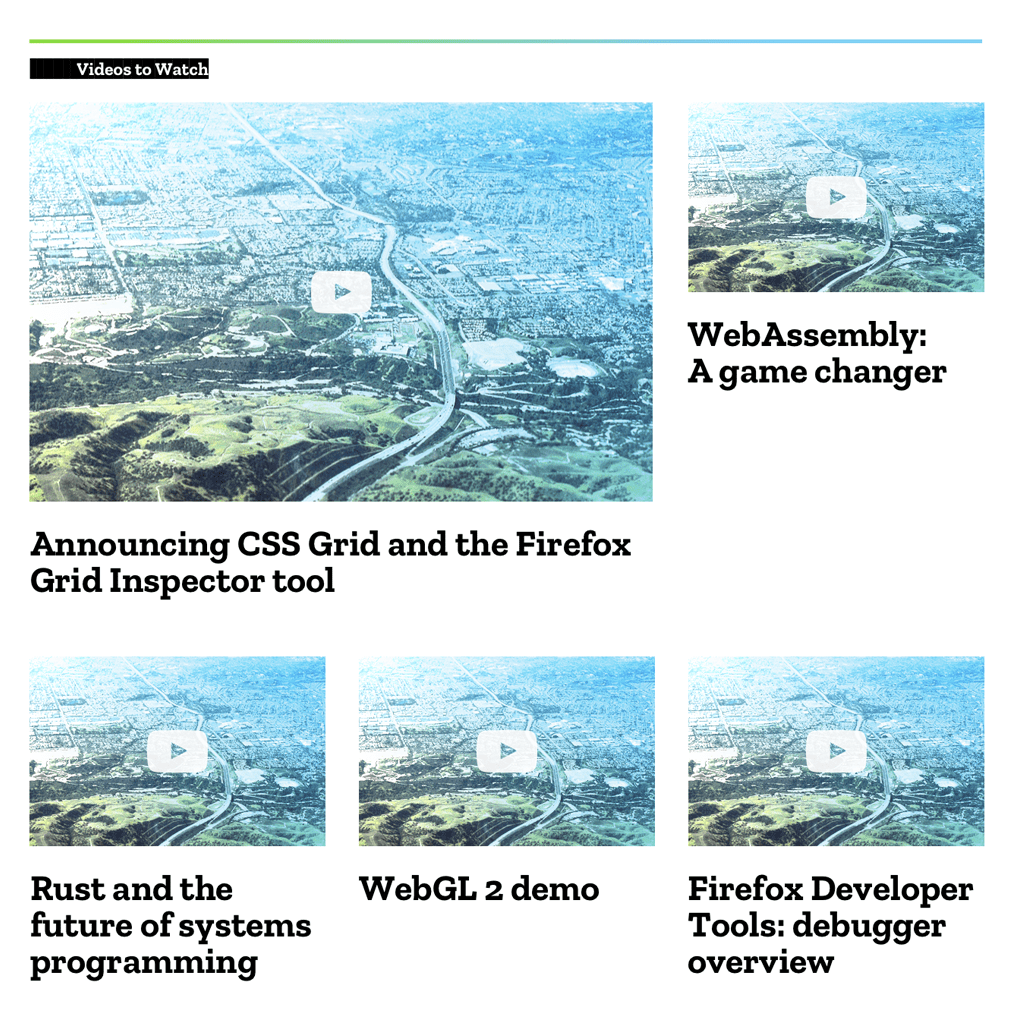 Videos to Watch
WebAssembly:
A game changer
Announcing CSS Grid and the Firefox
Grid Inspector tool
Rust and the
future of systems
programming
WebGL 2 demo
Firefox Developer
Tools: debugger
overview